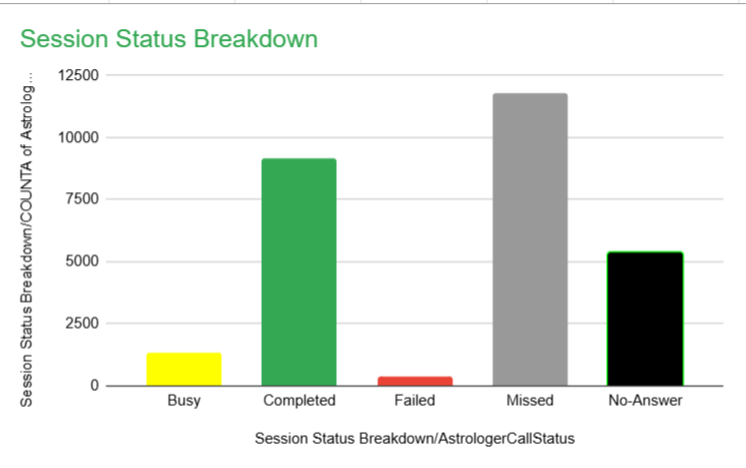 Session Status Breakdown
Session Status Breakdown/COUNTA of Astrolog...
12500
10000
7500
5000
2500
0
Busy
Completed
Failed
Missed
No-Answer
Session Status Breakdown/AstrologerCallStatus